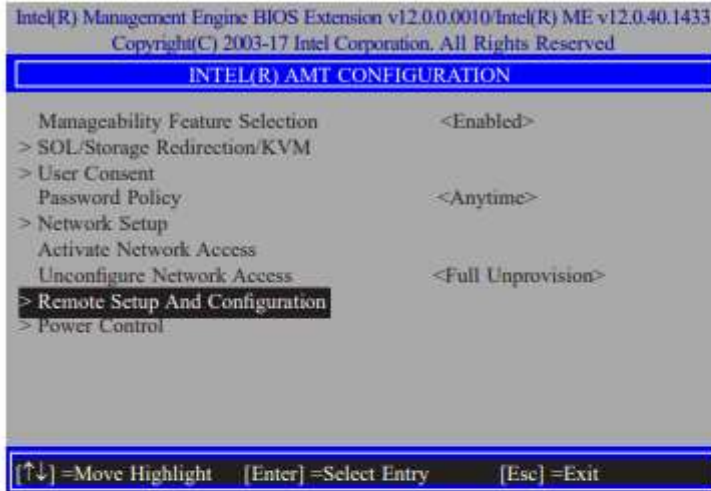 Intel(R) Management Engine BIOS Extension v12.0.0.0010/Intel(R) ME v12.0.40.1433
Copyright(C) 2003-17 Intel Corporation. All Rights Reserved
INTEL(R) AMT CONFIGURATION
Manageability Feature Selection <Enabled>
> SOL/Storage Redirection/KVM
> User Consent
Password Policy <Anytime>
> Network Setup
Activate Network Access
Unconfigure Network Access <Full Unprovision>
> Remote Setup And Configuration
> Power Control
[↑↓] =Move Highlight [Enter] =Select Entry [Esc] =Exit